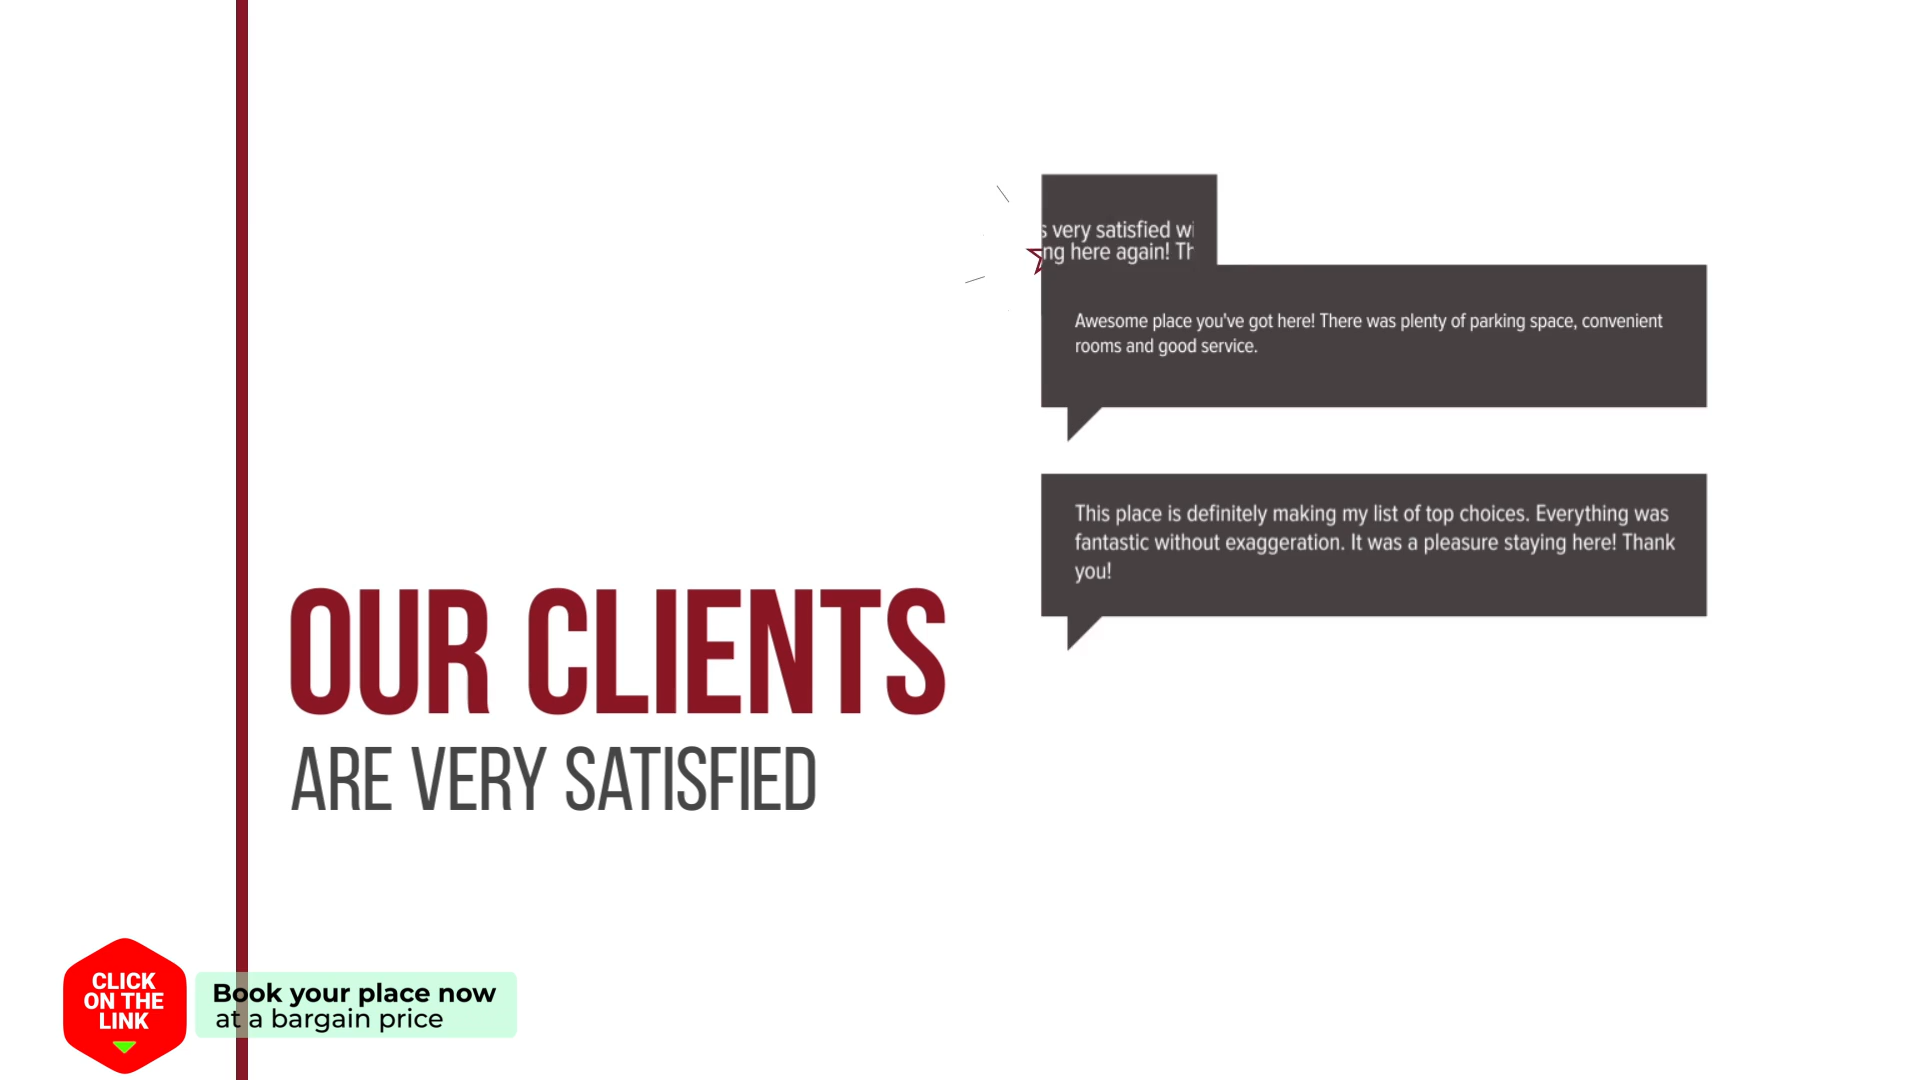 very satisfied
here again!
Awesome place you've got here! There was plenty of parking space, convenient
rooms and good service.
This place is definitely making my list of top choices. Everything was
fantastic without exaggeration. It was a pleasure staying here! Thank
you!
OUR CLIENTS
ARE VERY SATISFIED
CLICK
ON THE
LINK
Book your place now
at a bargain price